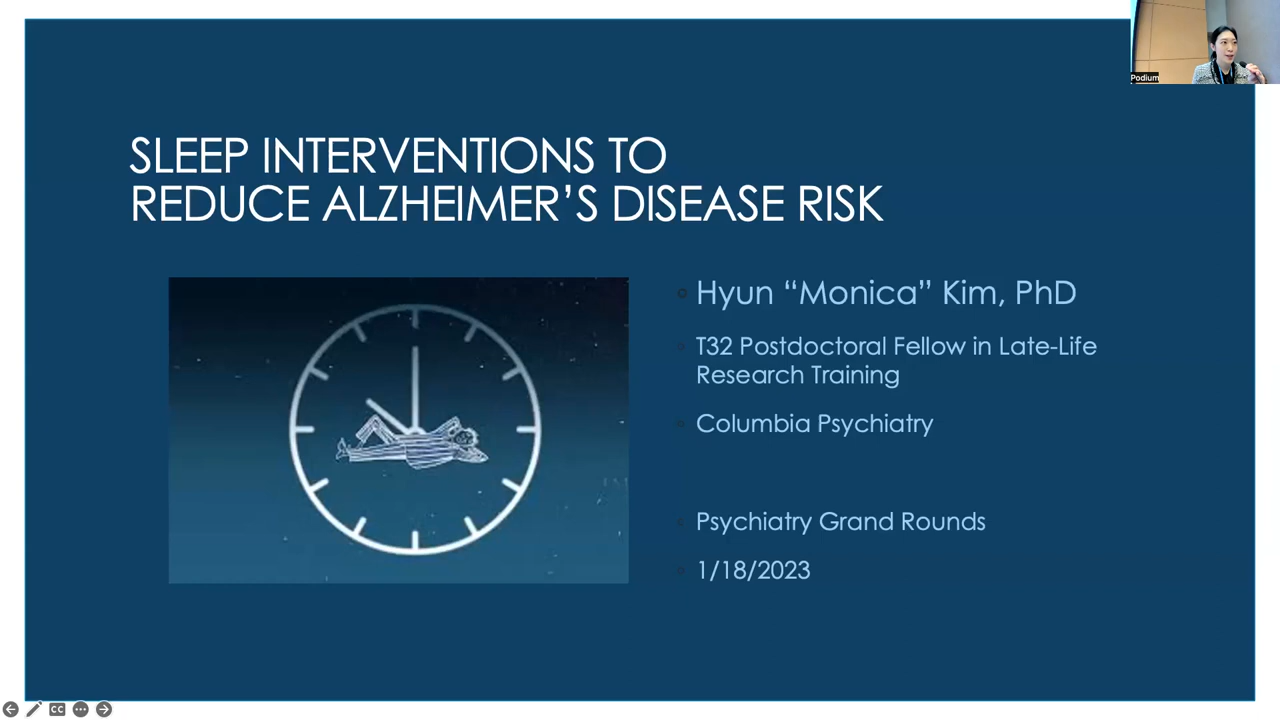 Podium
SLEEP INTERVENTIONS TO
REDUCE ALZHEIMER’S DISEASE RISK
Hyun “Monica” Kim, PhD
T32 Postdoctoral Fellow in Late-Life
Research Training
Columbia Psychiatry
Psychiatry Grand Rounds
1/18/2023
CC